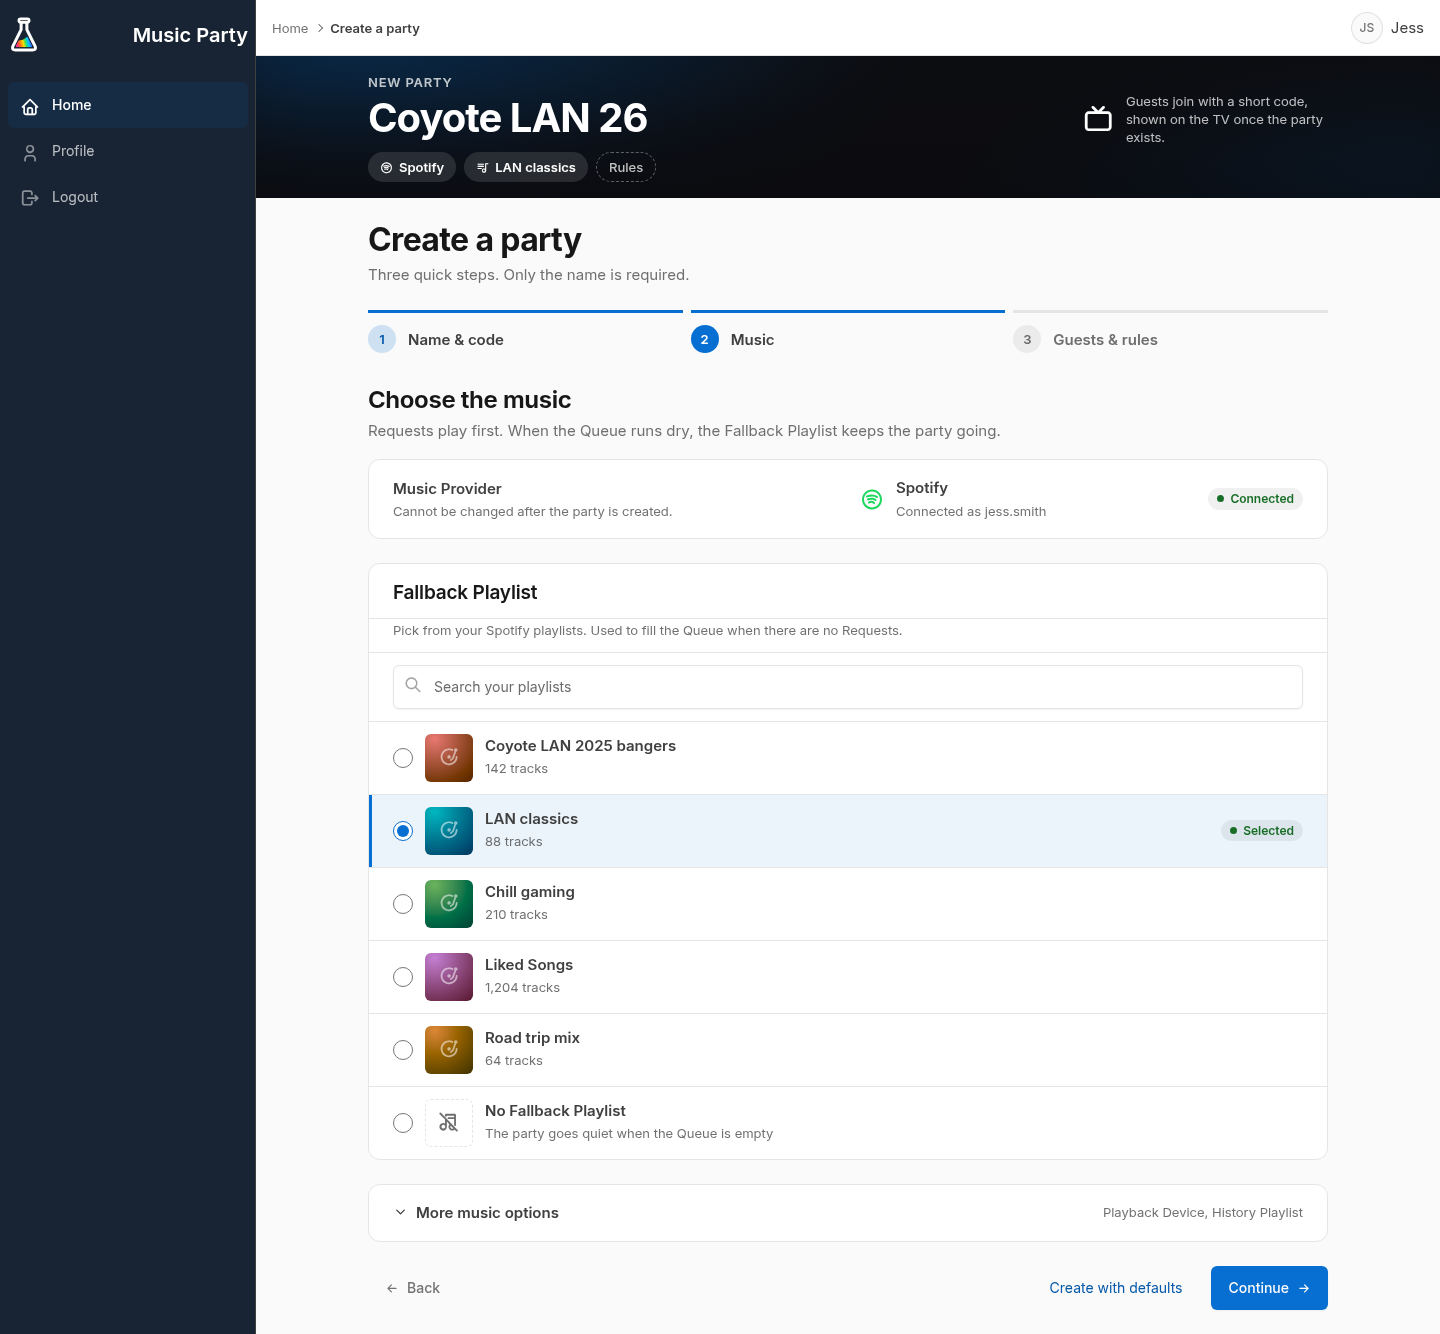 Music Party
Home
Profile
Logout
Home
Create a party
JS
Jess
NEW PARTY
Coyote LAN 26
Spotify
LAN classics
Rules
Guests join with a short code,
shown on the TV once the party
exists.
Create a party
Three quick steps. Only the name is required.
1
Name & code
2
Music
3
Guests & rules
Choose the music
Requests play first. When the Queue runs dry, the Fallback Playlist keeps the party going.
Music Provider
Cannot be changed after the party is created.
Spotify
Connected as jess.smith
Connected
Fallback Playlist
Pick from your Spotify playlists. Used to fill the Queue when there are no Requests.
Search your playlists
Coyote LAN 2025 bangers
142 tracks
LAN classics
88 tracks
Selected
Chill gaming
210 tracks
Liked Songs
1,204 tracks
Road trip mix
64 tracks
No Fallback Playlist
The party goes quiet when the Queue is empty
More music options
Playback Device, History Playlist
Back
Create with defaults
Continue